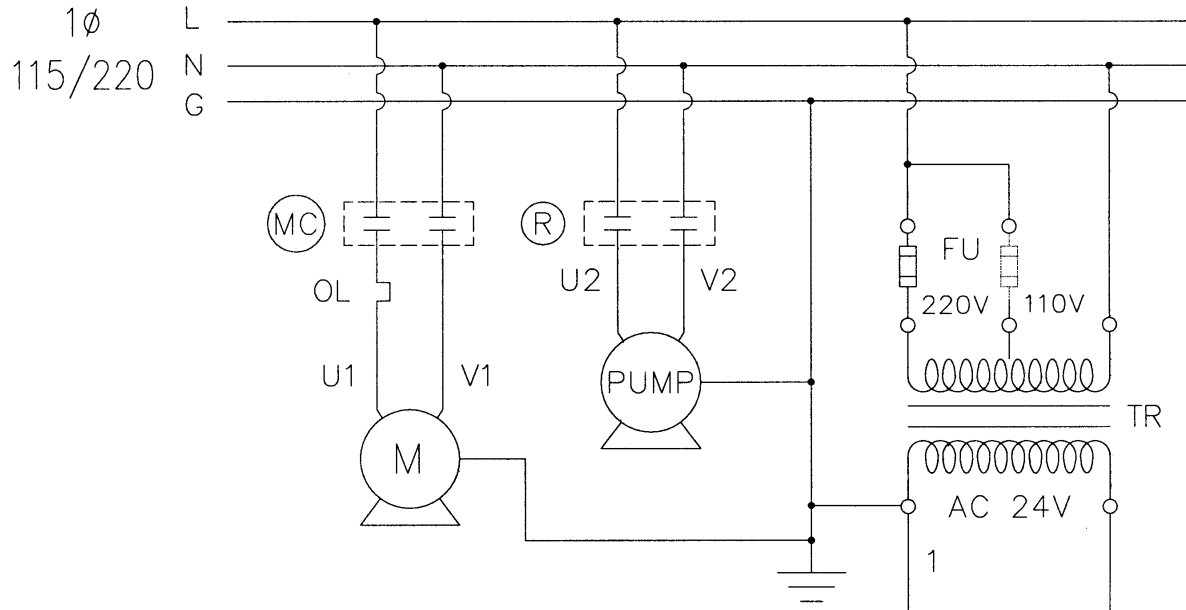 1ø
115/220
L
N
G
MC
R
OL
U2
V2
FU
220V
110V
U1
V1
PUMP
M
TR
AC 24V
1